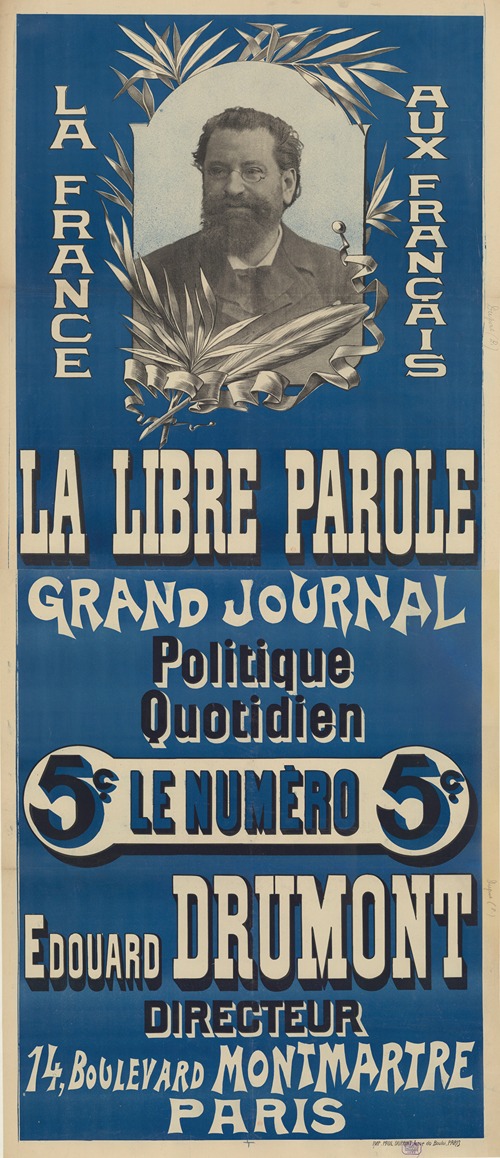 LA FRANCE
AUX FRANÇAIS
LA LIBRE PAROLE
GRAND JOURNAL
Politique
Quotidien
5c. LE NUMÉRO 5c.
EDOUARD DRUMONT
DIRECTEUR
14, BOULEVARD MONTMARTRE
PARIS